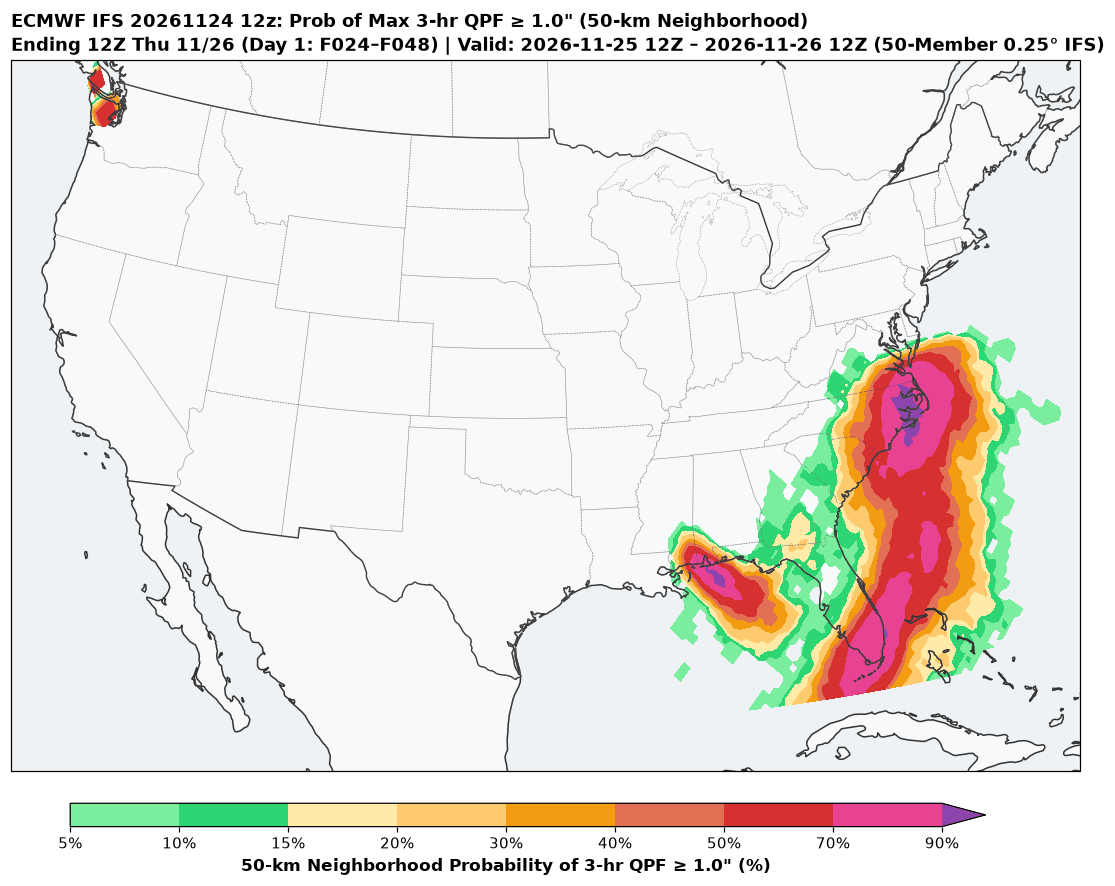 ECMWF IFS 20261124 12z: Prob of Max 3-hr QPF ≥ 1.0" (50-km Neighborhood)
Ending 12Z Thu 11/26 (Day 1: F024–F048) | Valid: 2026-11-25 12Z – 2026-11-26 12Z (50-Member 0.25° IFS)
5% 10% 15% 20% 30% 40% 50% 70% 90%
50-km Neighborhood Probability of 3-hr QPF ≥ 1.0" (%)